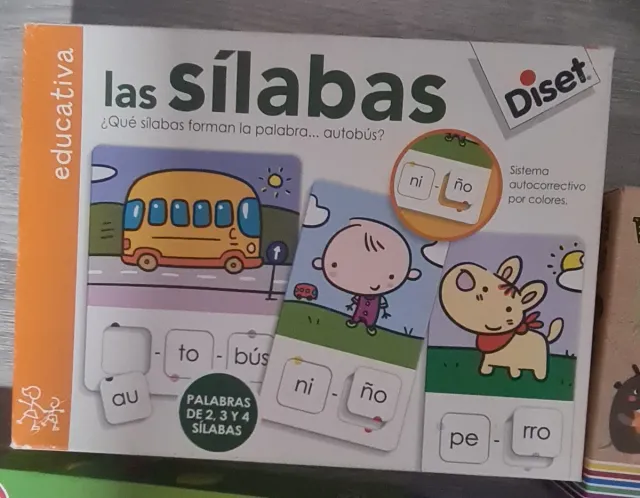 educativa
las sílabas
¿Qué sílabas forman la palabra... autobús?
Diset
ni - ño
Sistema
autocorrectivo
por colores.
- to - bús
au
PALABRAS
DE 2, 3 Y 4
SÍLABAS
ni - ño
pe - rro